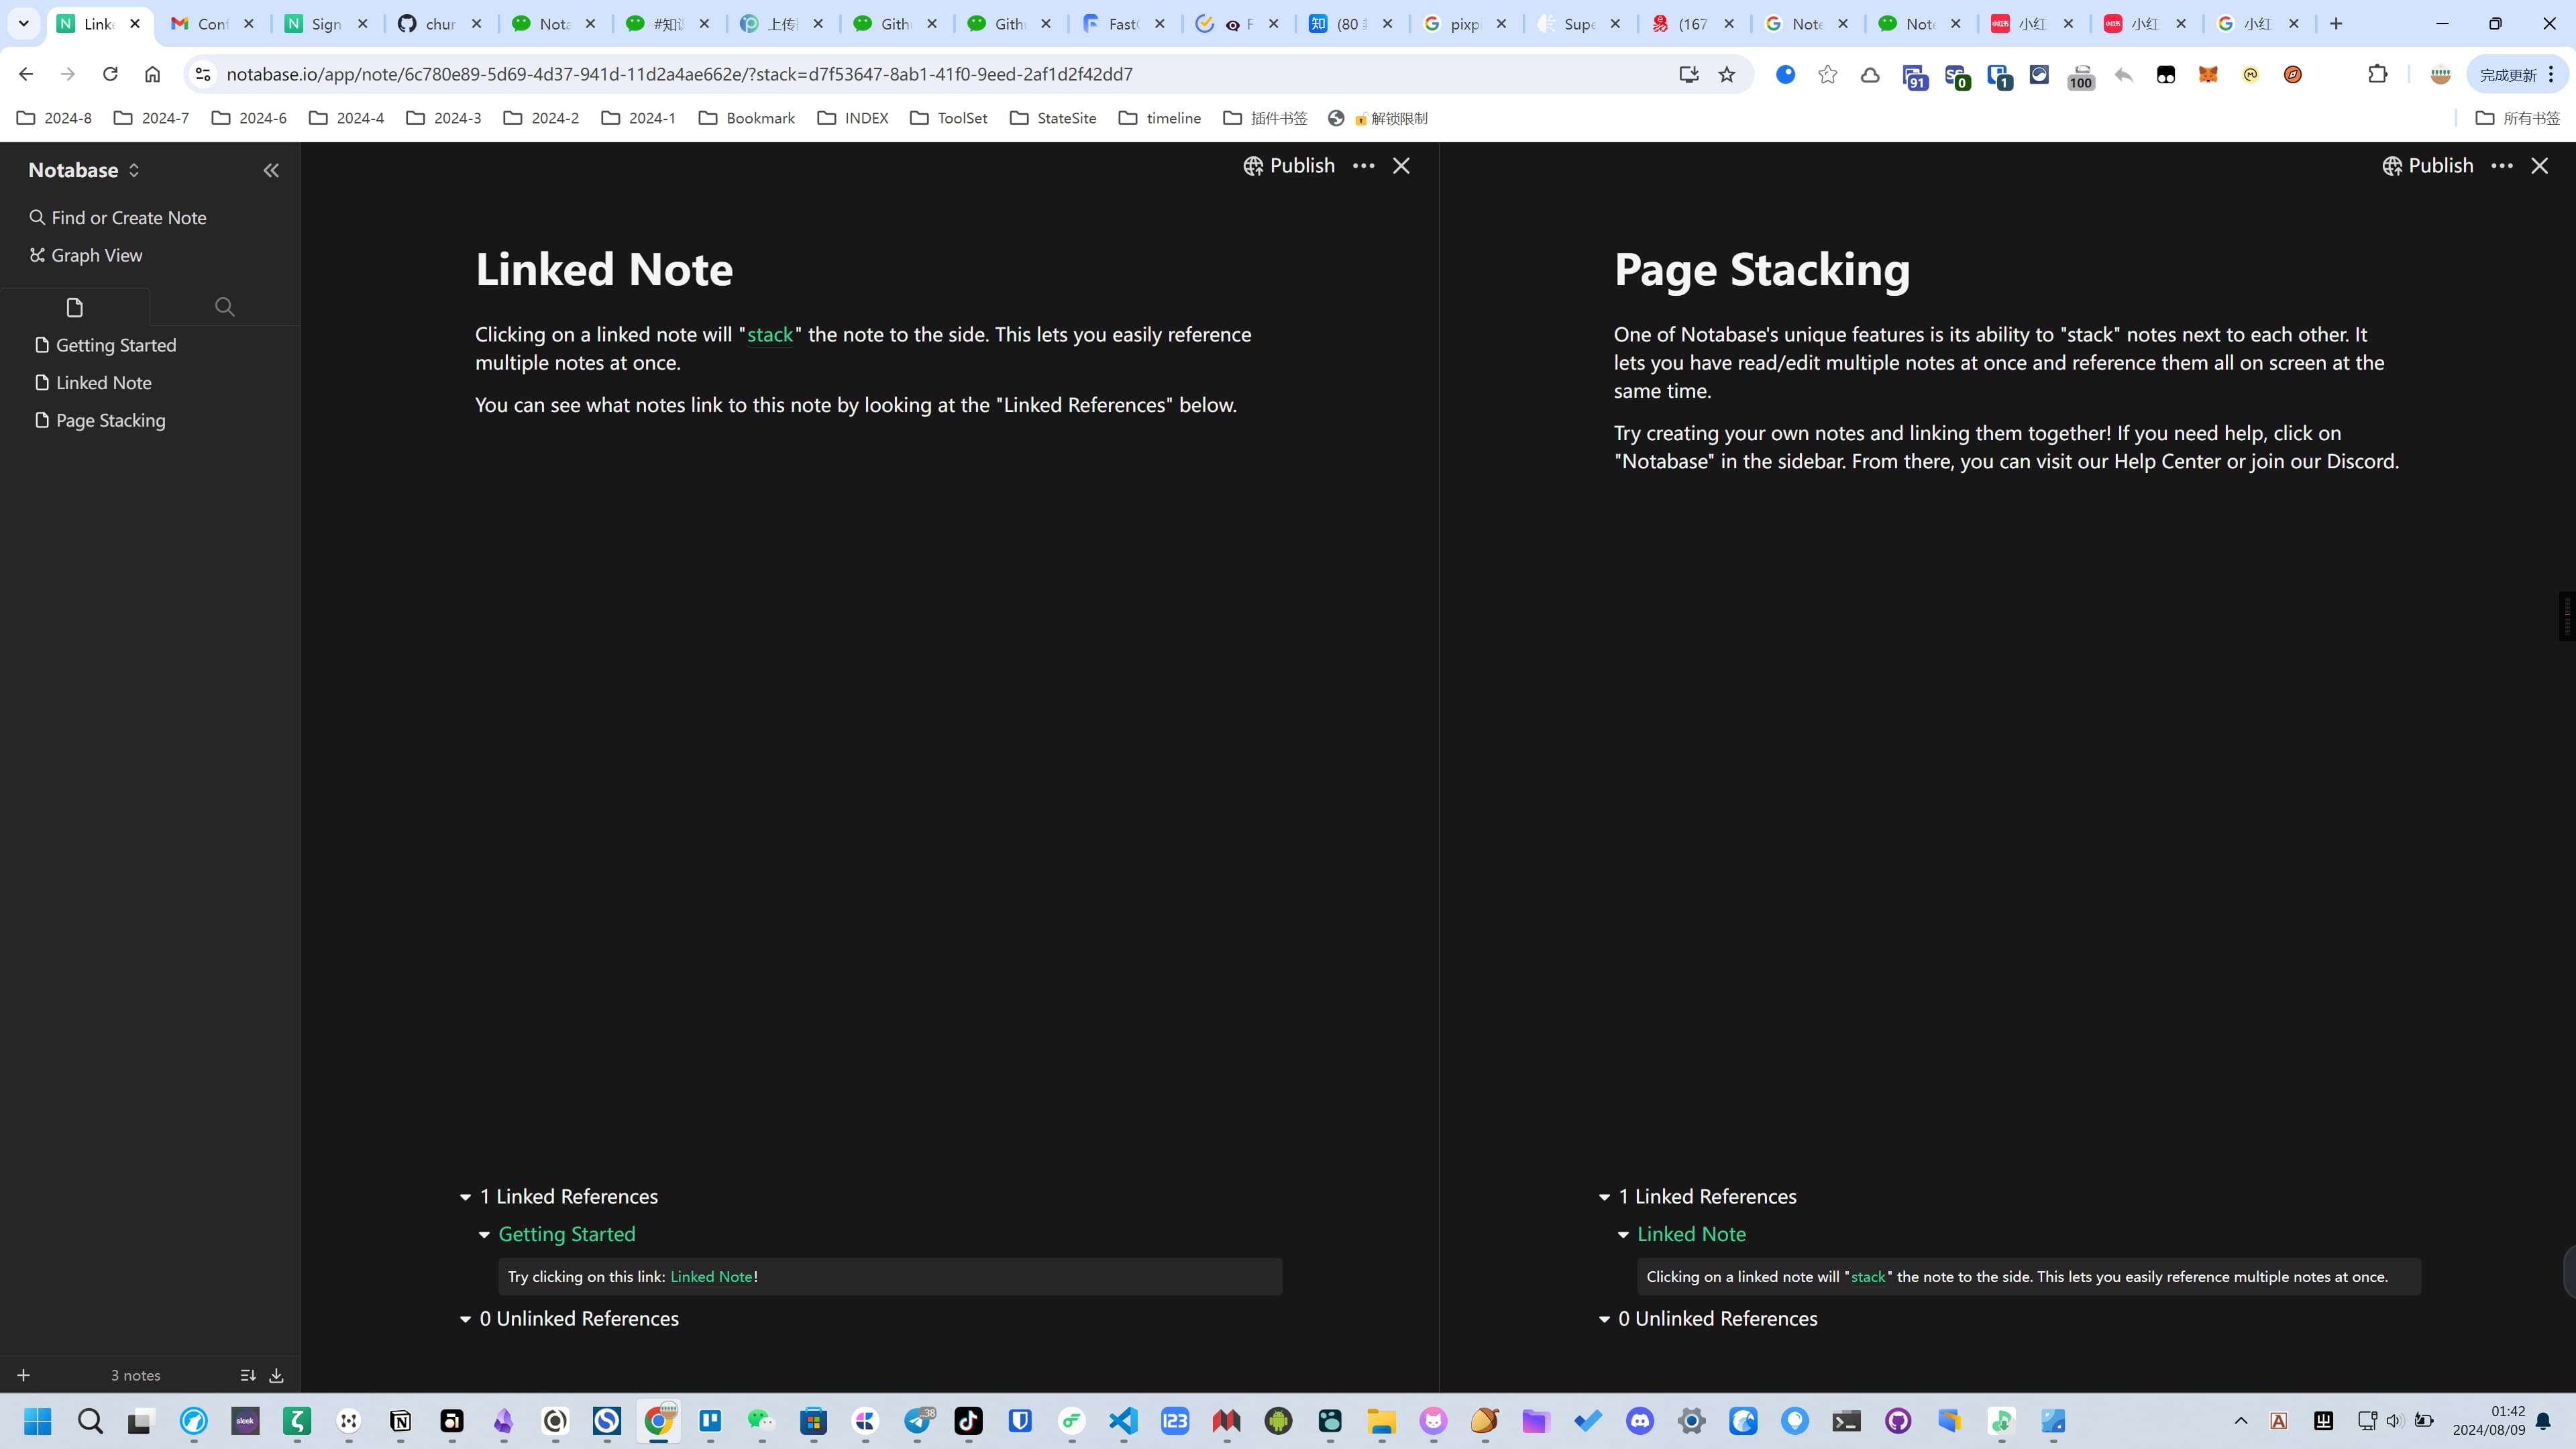 Linke
Conf
Sign
chur
Nota
#知识
上传
Githu
Githu
Fast
F
知
(80
pixp
Supe
(167
Note
Note
小红
小红
小红
notabase.io/app/note/6c780e89-5d69-4d37-941d-11d2a4ae662e/?stack=d7f53647-8ab1-41f0-9eed-2af1d2f42dd7
91
0
1
100
完成更新
2024-8
2024-7
2024-6
2024-4
2024-3
2024-2
2024-1
Bookmark
INDEX
ToolSet
StateSite
timeline
插件书签
解锁限制
所有书签
Notabase
Find or Create Note
Graph View
Getting Started
Linked Note
Page Stacking
3 notes
Publish
Linked Note
Clicking on a linked note will "stack" the note to the side. This lets you easily reference
multiple notes at once.
You can see what notes link to this note by looking at the "Linked References" below.
1 Linked References
Getting Started
Try clicking on this link: Linked Note!
0 Unlinked References
Publish
Page Stacking
One of Notabase's unique features is its ability to "stack" notes next to each other. It
lets you have read/edit multiple notes at once and reference them all on screen at the
same time.
Try creating your own notes and linking them together! If you need help, click on
"Notabase" in the sidebar. From there, you can visit our Help Center or join our Discord.
1 Linked References
Linked Note
Clicking on a linked note will "stack" the note to the side. This lets you easily reference multiple notes at once.
0 Unlinked References
sleek
38
123
01:42
2024/08/09